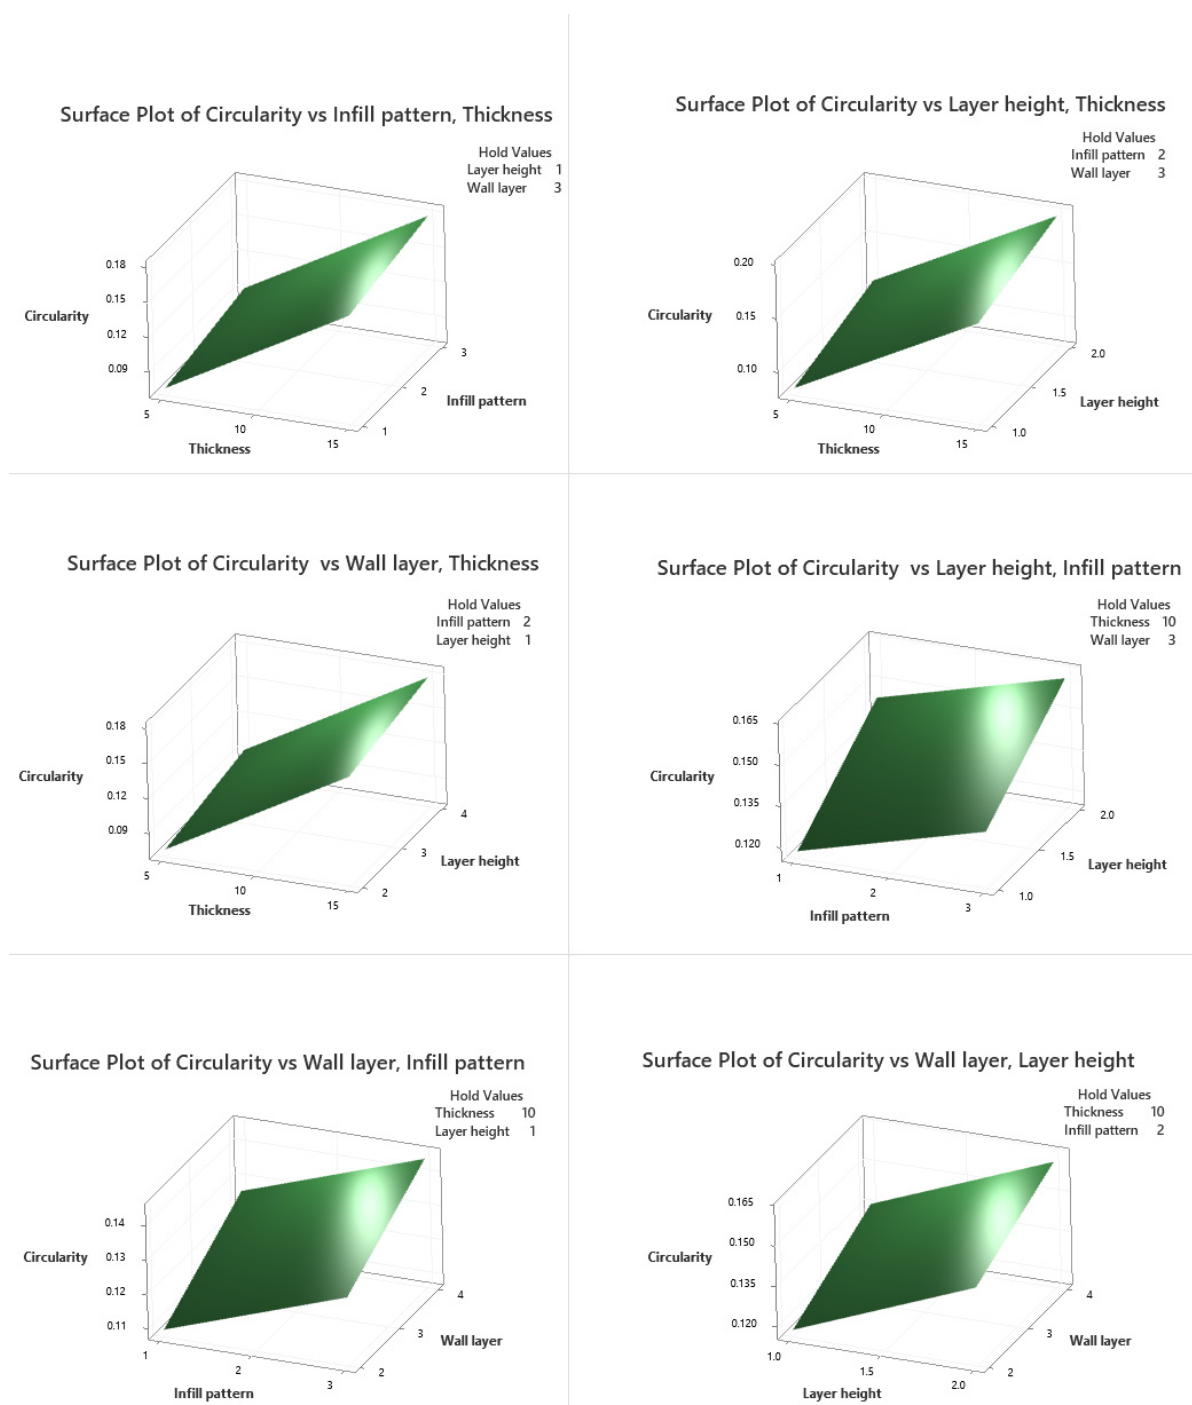 Surface Plot of Circularity vs Infill pattern, Thickness
Hold Values
Layer height 1
Wall layer 3
0.18
0.15
Circularity
0.12
0.09
3
2
Infill pattern
5
10
15
1
Thickness
Surface Plot of Circularity vs Layer height, Thickness
Hold Values
Infill pattern 2
Wall layer 3
0.20
Circularity
0.15
0.10
2.0
1.5
Layer height
5
10
15
1.0
Thickness
Surface Plot of Circularity vs Wall layer, Thickness
Hold Values
Infill pattern 2
Layer height 1
0.18
0.15
Circularity
0.12
0.09
4
3
Layer height
5
10
15
2
Thickness
Surface Plot of Circularity vs Layer height, Infill pattern
Hold Values
Thickness 10
Wall layer 3
0.165
0.150
Circularity
0.135
0.120
2.0
1.5
Layer height
1
2
3
1.0
Infill pattern
Surface Plot of Circularity vs Wall layer, Infill pattern
Hold Values
Thickness 10
Layer height 1
0.14
Circularity
0.13
0.12
0.11
4
3
Wall layer
1
2
3
2
Infill pattern
Surface Plot of Circularity vs Wall layer, Layer height
Hold Values
Thickness 10
Infill pattern 2
0.165
0.150
Circularity
0.135
0.120
4
3
Wall layer
1.0
1.5
2.0
2
Layer height